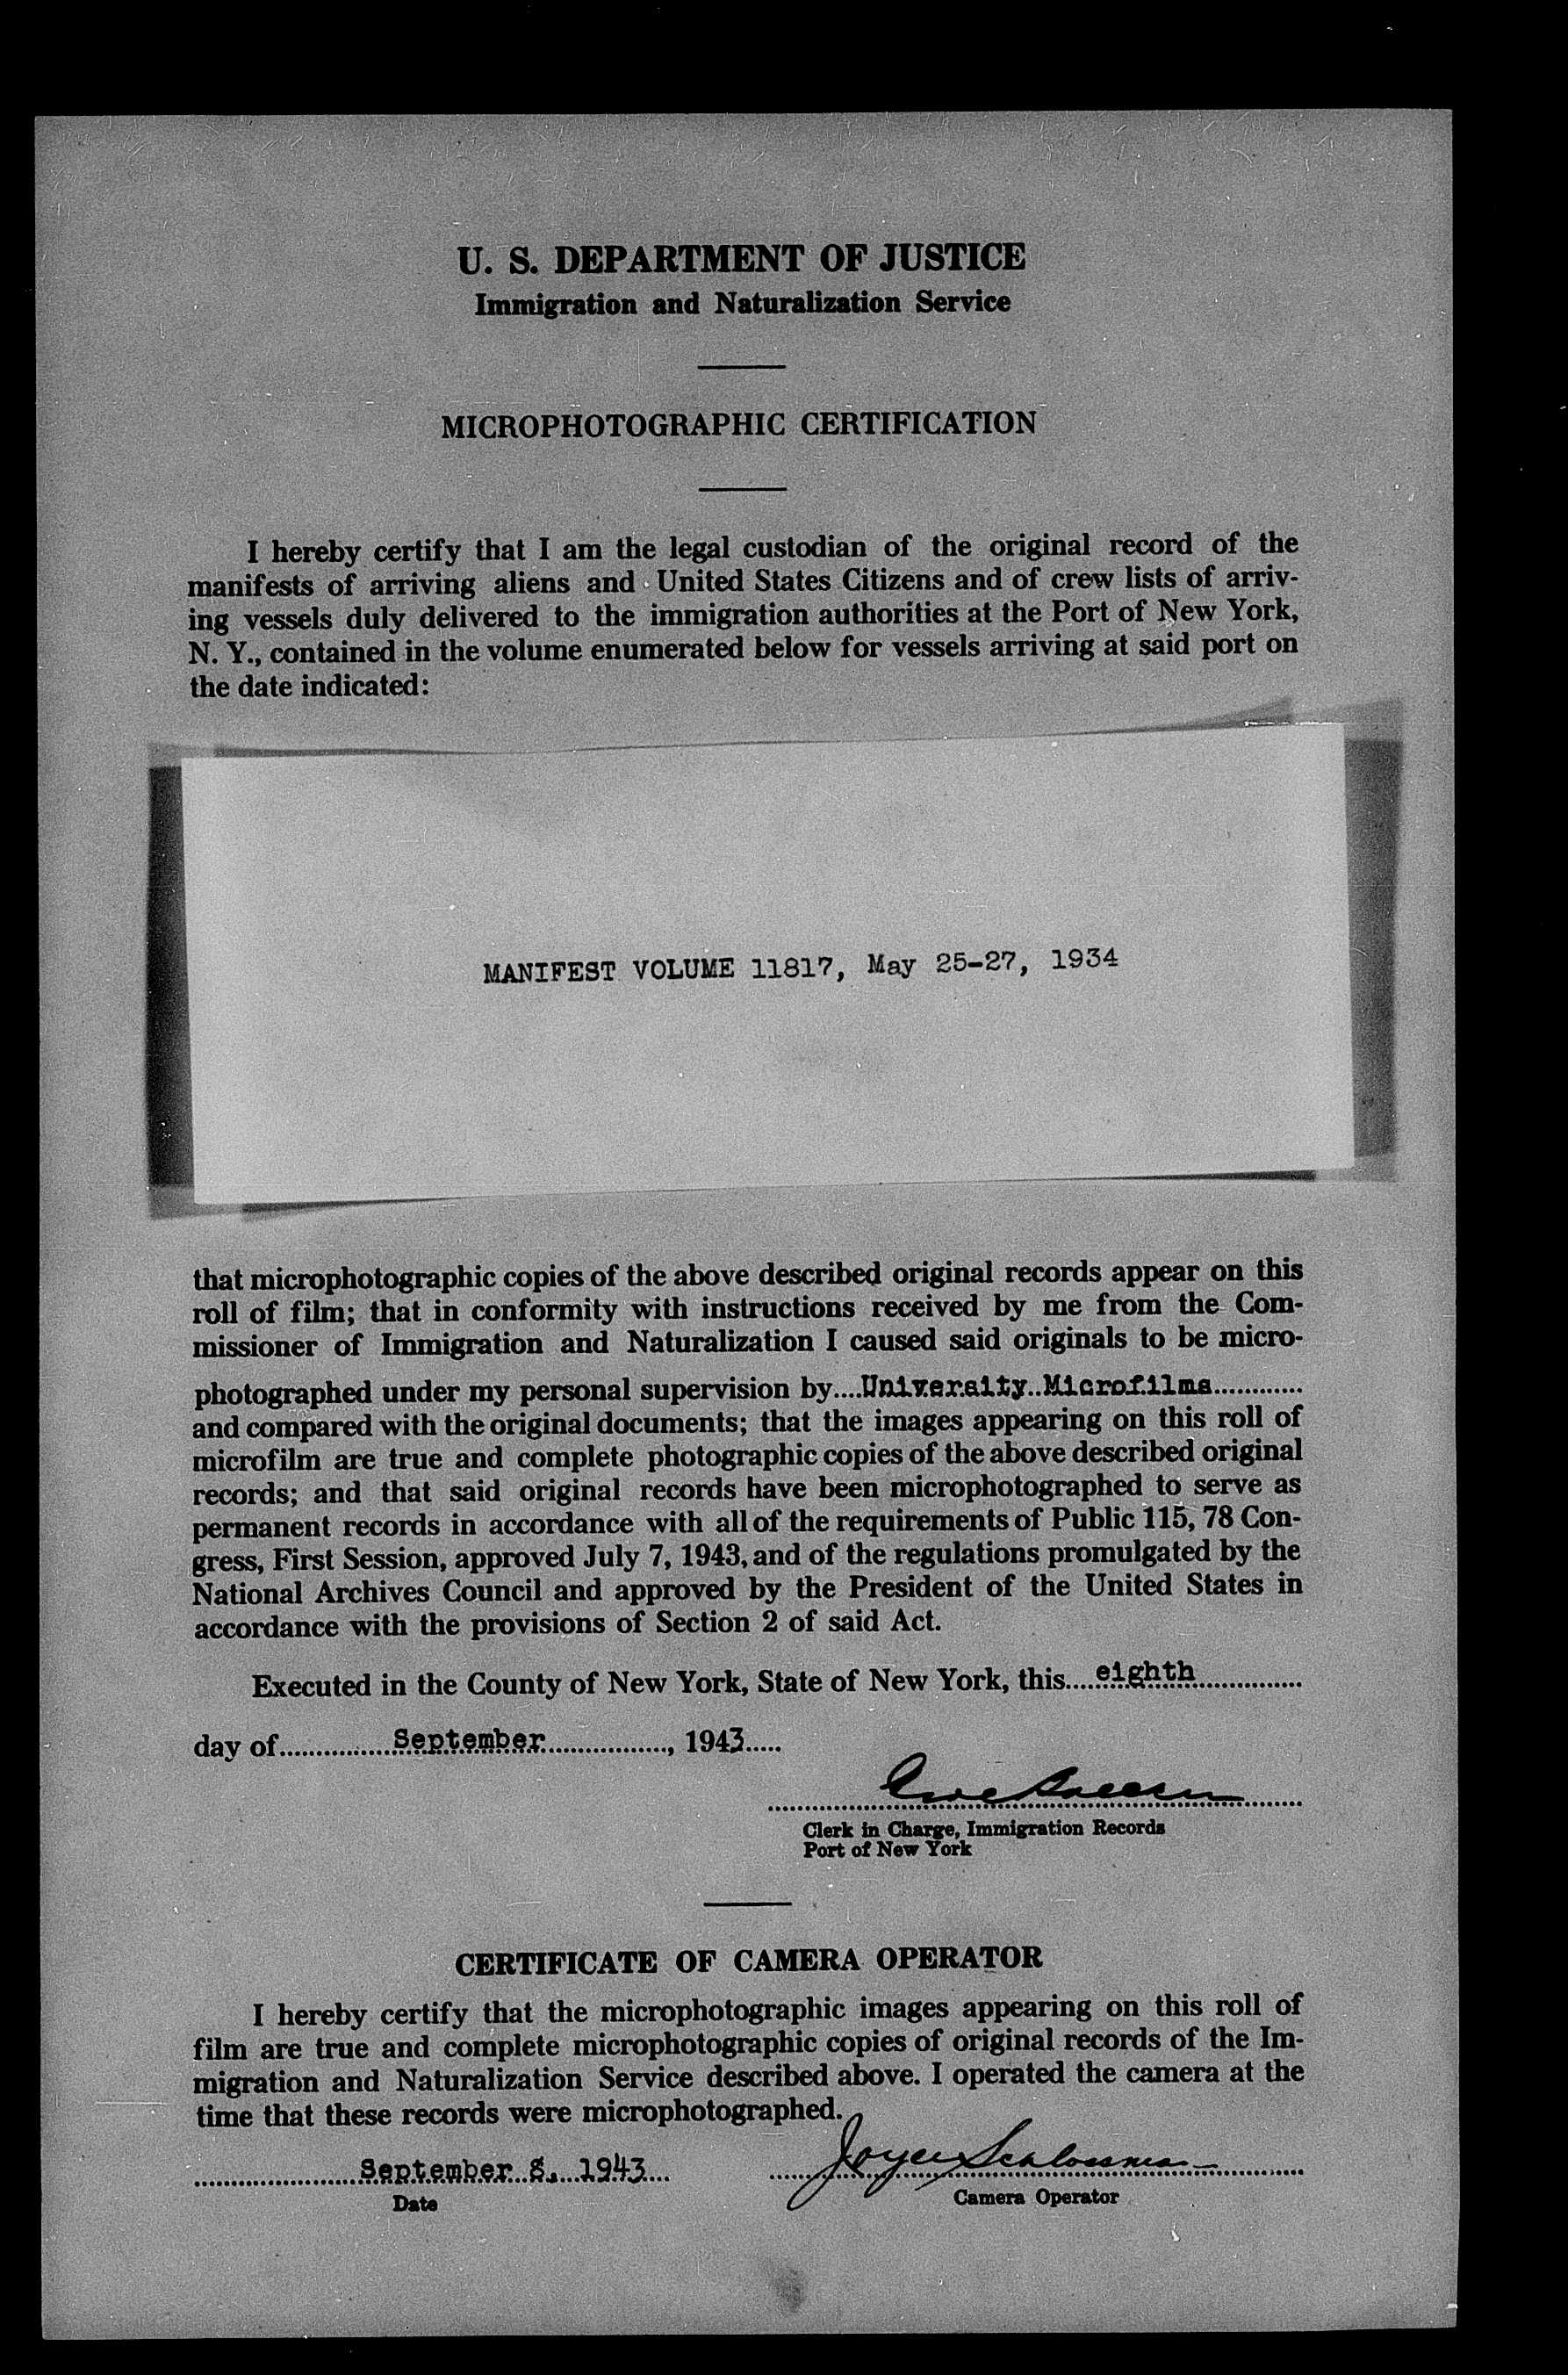 U. S. DEPARTMENT OF JUSTICE
Immigration and Naturalization Service
MICROPHOTOGRAPHIC CERTIFICATION
I hereby certify that I am the legal custodian of the original record of the
manifests of arriving aliens and United States Citizens and of crew lists of arriv-
ing vessels duly delivered to the immigration authorities at the Port of New York,
N. Y., contained in the volume enumerated below for vessels arriving at said port on
the date indicated:
MANIFEST VOLUME 11817, May 25-27, 1934
that microphotographic copies of the above described original records appear on this
roll of film; that in conformity with instructions received by me from the Com-
missioner of Immigration and Naturalization I caused said originals to be micro-
photographed under my personal supervision by....University Microfilms............
and compared with the original documents; that the images appearing on this roll of
microfilm are true and complete photographic copies of the above described original
records; and that said original records have been microphotographed to serve as
permanent records in accordance with all of the requirements of Public 115, 78 Con-
gress, First Session, approved July 7, 1943, and of the regulations promulgated by the
National Archives Council and approved by the President of the United States in
accordance with the provisions of Section 2 of said Act.
Executed in the County of New York, State of New York, this.....eighth...............
day of................September................., 1943.....
Clerk in Charge, Immigration Records
Port of New York
CERTIFICATE OF CAMERA OPERATOR
I hereby certify that the microphotographic images appearing on this roll of
film are true and complete microphotographic copies of original records of the Im-
migration and Naturalization Service described above. I operated the camera at the
time that these records were microphotographed.
September 8, 1943 Joyce
Date Camera Operator